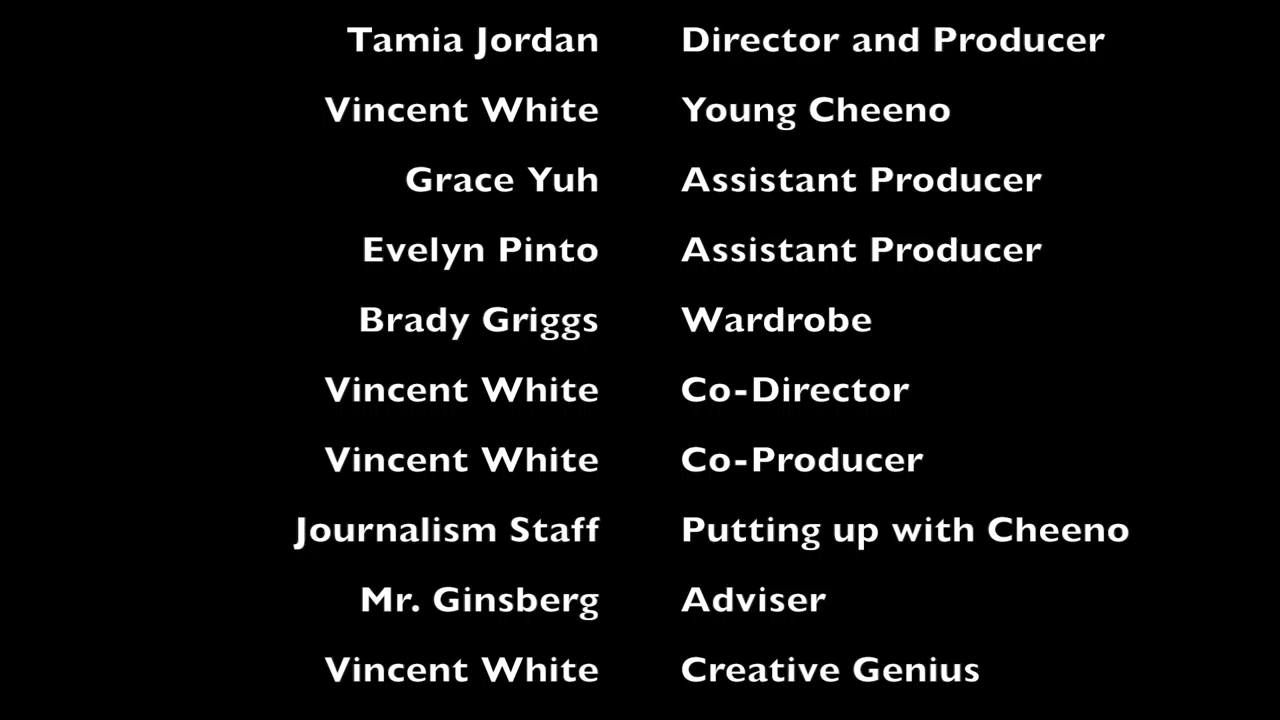 Tamia Jordan Director and Producer
Vincent White Young Cheeno
Grace Yuh Assistant Producer
Evelyn Pinto Assistant Producer
Brady Griggs Wardrobe
Vincent White Co-Director
Vincent White Co-Producer
Journalism Staff Putting up with Cheeno
Mr. Ginsberg Adviser
Vincent White Creative Genius